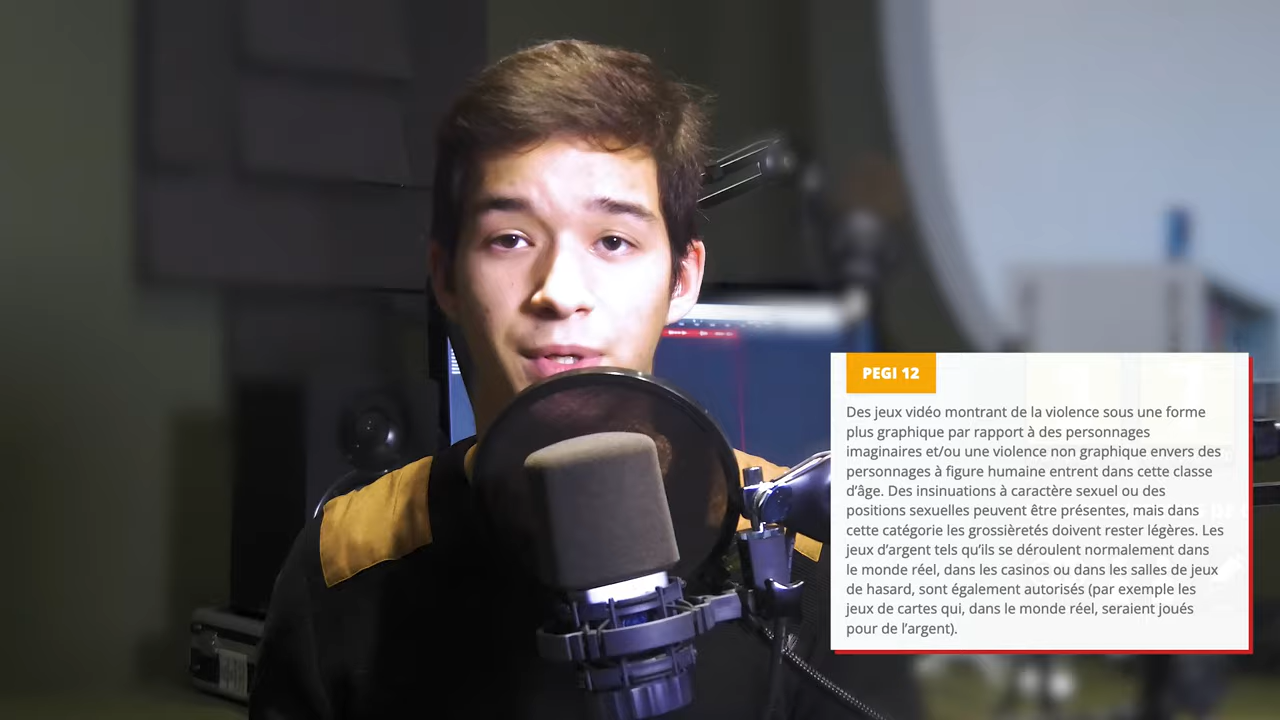 PEGI 12
Des jeux vidéo montrant de la violence sous une forme
plus graphique par rapport à des personnages
imaginaires et/ou une violence non graphique envers des
personnages à figure humaine entrent dans cette classe
d’âge. Des insinuations à caractère sexuel ou des
positions sexuelles peuvent être présentes, mais dans
cette catégorie les grossièretés doivent rester légères. Les
jeux d’argent tels qu’ils se déroulent normalement dans
le monde réel, dans les casinos ou dans les salles de jeux
de hasard, sont également autorisés (par exemple les
jeux de cartes qui, dans le monde réel, seraient joués
pour de l’argent).